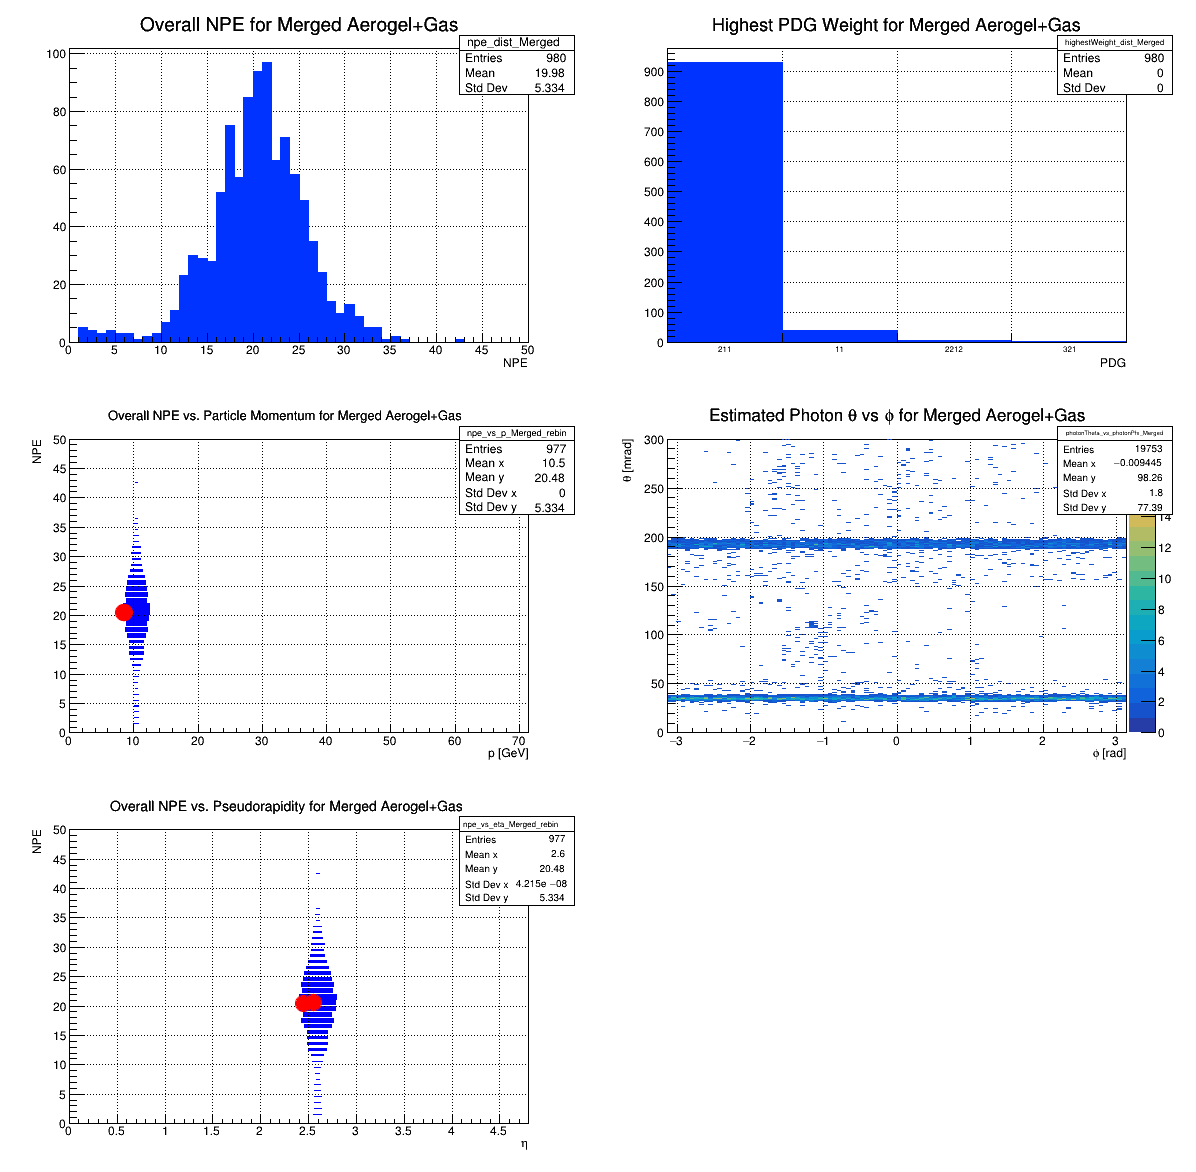 Overall NPE for Merged Aerogel+Gas
npe_dist_Merged
Entries 980
Mean 19.98
Std Dev 5.334
100
80
60
40
20
0
0 5 10 15 20 25 30 35 40 45 50
NPE
Highest PDG Weight for Merged Aerogel+Gas
highestWeight_dist_Merged
Entries 980
Mean 0
Std Dev 0
900
800
700
600
500
400
300
200
100
0
211 11 2212 321
PDG
Overall NPE vs. Particle Momentum for Merged Aerogel+Gas
npe_vs_p_Merged_rebin
Entries 977
Mean x 10.5
Mean y 20.48
Std Dev x 0
Std Dev y 5.334
NPE
50
45
40
35
30
25
20
15
10
5
0
0 10 20 30 40 50 60 70
p [GeV]
Estimated Photon θ vs ϕ for Merged Aerogel+Gas
photonTheta_vs_photonPhi_Merged
Entries 19753
Mean x −0.009445
Mean y 98.26
Std Dev x 1.8
Std Dev y 77.39
θ [mrad]
300
250
200
150
100
50
0
−3 −2 −1 0 1 2 3
ϕ [rad]
14
12
10
8
6
4
2
0
Overall NPE vs. Pseudorapidity for Merged Aerogel+Gas
npe_vs_eta_Merged_rebin
Entries 977
Mean x 2.6
Mean y 20.48
Std Dev x 4.215e −08
Std Dev y 5.334
NPE
50
45
40
35
30
25
20
15
10
5
0
0 0.5 1 1.5 2 2.5 3 3.5 4 4.5
η